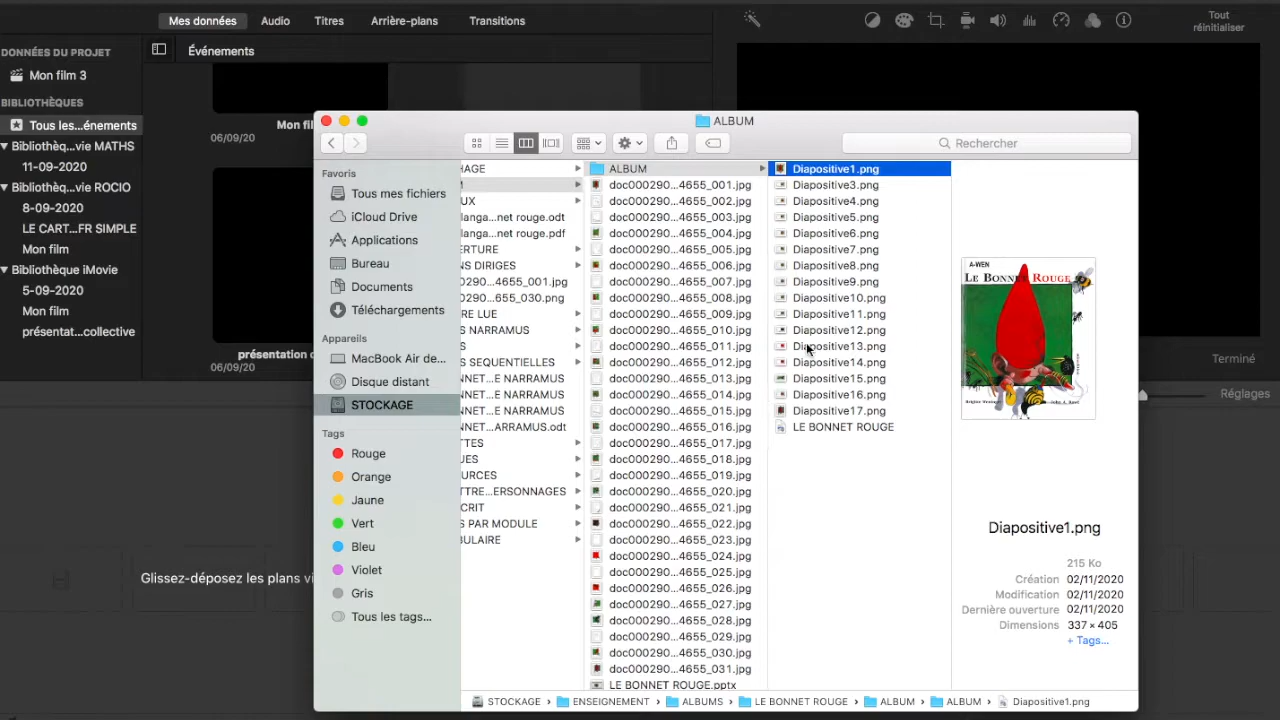 Mes données
Audio
Titres
Arrière-plans
Transitions
Tout
réinitialiser
DONNÉES DU PROJET
Mon film 3
BIBLIOTHÈQUES
Tous les...énements
Bibliothèq...vie MATHS
11-09-2020
Bibliothèq...vie ROCIO
8-09-2020
LE CART...FR SIMPLE
Mon film
Bibliothèque iMovie
5-09-2020
Mon film
présentat...collective
Événements
Mon fil
06/09/20
présentation c
06/09/20
Terminé
Réglages
Glissez-déposez les plans vi
ALBUM
Rechercher
Favoris
Tous mes fichiers
iCloud Drive
Applications
Bureau
Documents
Téléchargements
Appareils
MacBook Air de...
Disque distant
STOCKAGE
Tags
Rouge
Orange
Jaune
Vert
Bleu
Violet
Gris
Tous les tags...
HAGE
UX
langa...net rouge.odt
langa...net rouge.pdf
ERTURE
NS DIRIGES
0290...4655_001.jpg
290...655_030.png
RE LUE
S NARRAMUS
S
S SEQUENTIELLES
NNET...E NARRAMUS
NNET...E NARRAMUS
NNET...E NARRAMUS
NNET...ARRAMUS.odt
TTES
UES
URCES
TTRE...ERSONNAGES
CRIT
S PAR MODULE
BULAIRE
ALBUM
doc000290...4655_001.jpg
doc000290...4655_002.jpg
doc000290...4655_003.jpg
doc000290...4655_004.jpg
doc000290...4655_005.jpg
doc000290...4655_006.jpg
doc000290...4655_007.jpg
doc000290...4655_008.jpg
doc000290...4655_009.jpg
doc000290...4655_010.jpg
doc000290...4655_011.jpg
doc000290...4655_012.jpg
doc000290...4655_013.jpg
doc000290...4655_014.jpg
doc000290...4655_015.jpg
doc000290...4655_016.jpg
doc000290...4655_017.jpg
doc000290...4655_018.jpg
doc000290...4655_019.jpg
doc000290...4655_020.jpg
doc000290...4655_021.jpg
doc000290...4655_022.jpg
doc000290...4655_023.jpg
doc000290...4655_024.jpg
doc000290...4655_025.jpg
doc000290...4655_026.jpg
doc000290...4655_027.jpg
doc000290...4655_028.jpg
doc000290...4655_029.jpg
doc000290...4655_030.jpg
doc000290...4655_031.jpg
LE BONNET ROUGE.pptx
Diapositive1.png
Diapositive3.png
Diapositive4.png
Diapositive5.png
Diapositive6.png
Diapositive7.png
Diapositive8.png
Diapositive9.png
Diapositive10.png
Diapositive11.png
Diapositive12.png
Diapositive13.png
Diapositive14.png
Diapositive15.png
Diapositive16.png
Diapositive17.png
LE BONNET ROUGE
A-WEN
LE BONNET ROUGE
Diapositive1.png
215 Ko
Création 02/11/2020
Modification 02/11/2020
Dernière ouverture 02/11/2020
Dimensions 337 × 405
+ Tags...
STOCKAGE › ENSEIGNEMENT › ALBUMS › LE BONNET ROUGE › ALBUM › ALBUM › Diapositive1.png